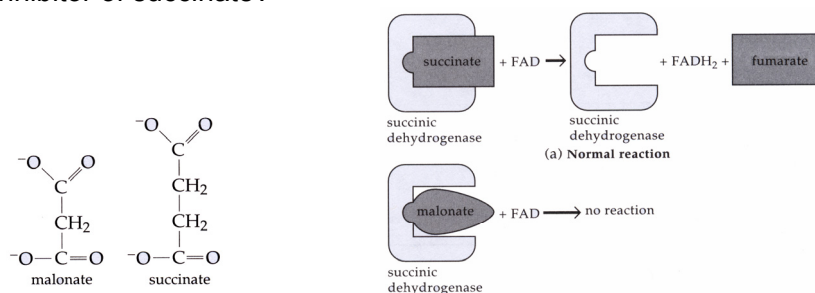 inhibitor of succinate?
succinate + FAD → + FADH₂ + fumarate
succinic
dehydrogenase
succinic
dehydrogenase
(a) Normal reaction
malonate + FAD → no reaction
succinic
dehydrogenase
⁻O O
C
CH₂
⁻O—C=O
malonate
⁻O O
C
CH₂
CH₂
⁻O—C=O
succinate